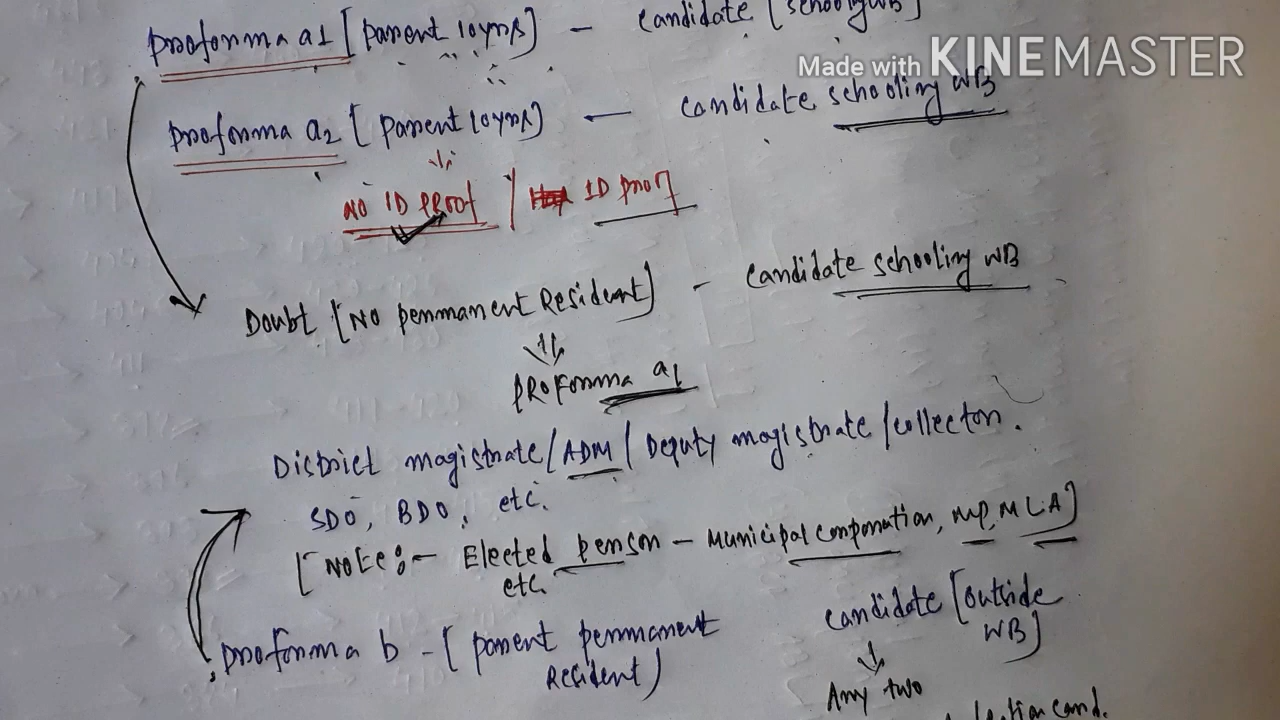 Proforma a1 [parent 10yrs] - candidate [schooling WB]
Made with KINEMASTER
Proforma a2 [parent 10yrs] - candidate schooling WB
NO ID PROOF / ID proof
Doubt [No permanent Resident] - candidate schooling WB
PROForma a1
District magistrate/ADM/Deputy magistrate/collector.
SDO, BDO, etc.
[Note:- Elected person - Municipal corporation, MP, MLA]
etc.
Proforma b - [parent permanent
Resident]
candidate [outside
WB]
Any two
card.